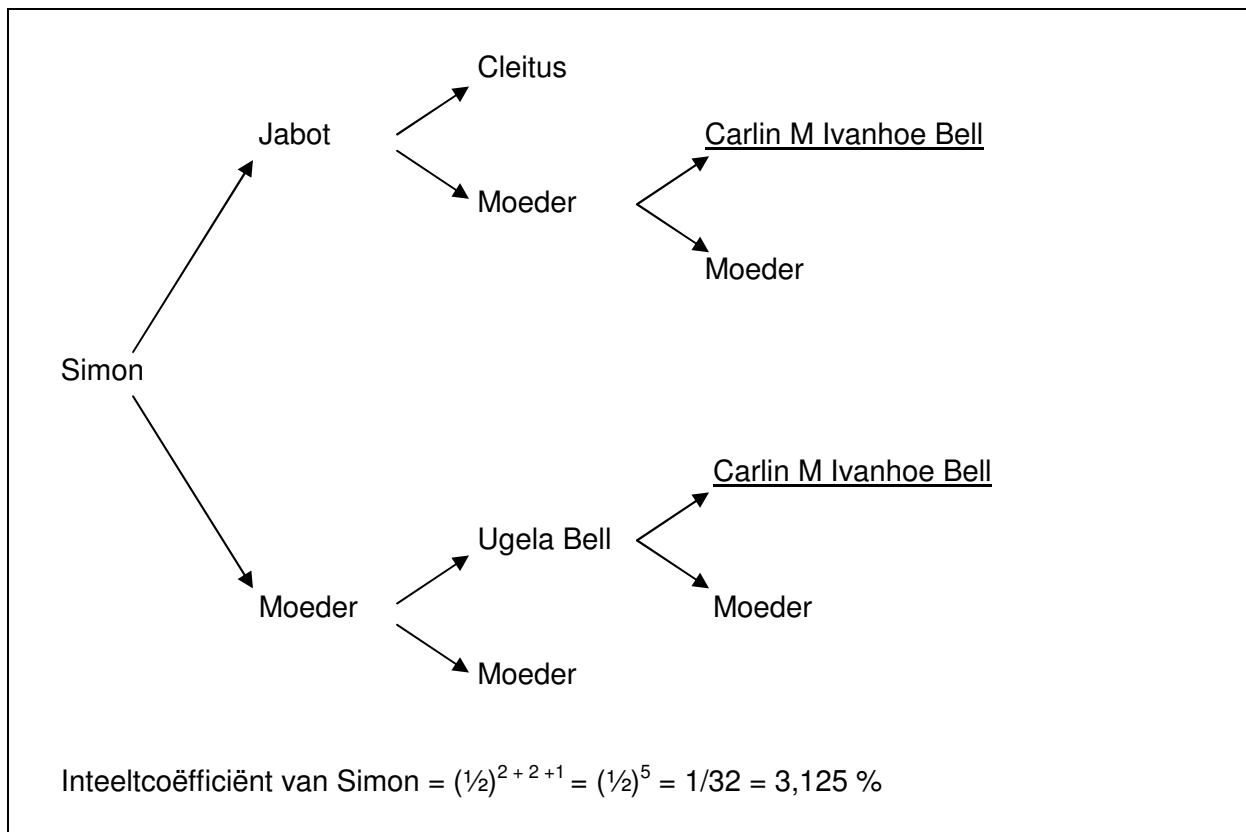 Cleitus
Jabot
Carlin M Ivanhoe Bell
Moeder
Moeder
Simon
Carlin M Ivanhoe Bell
Ugela Bell
Moeder
Moeder
Moeder
Inteeltcoëfficiënt van Simon = (½)^2 + 2 +1 = (½)^5 = 1/32 = 3,125 %